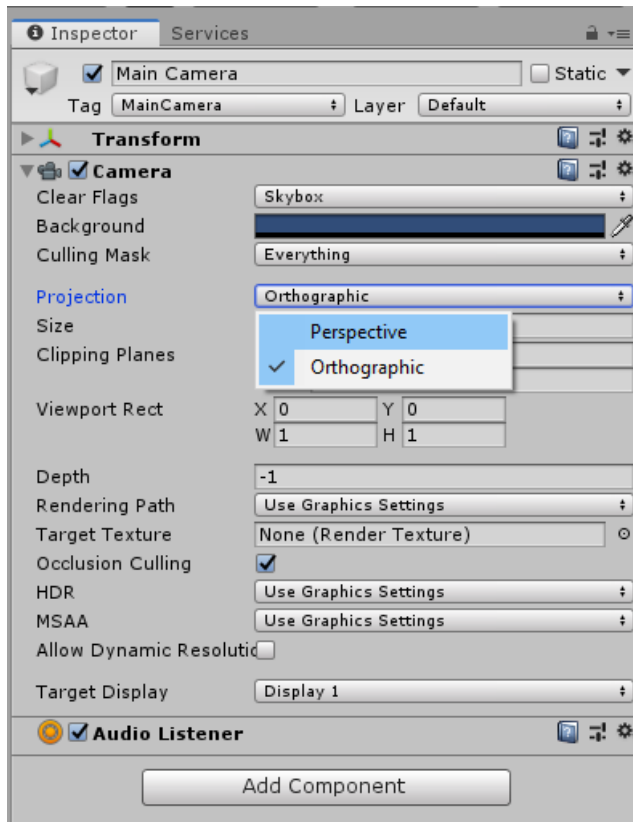 Inspector Services
Main Camera Static
Tag MainCamera Layer Default
Transform
Camera
Clear Flags Skybox
Background
Culling Mask Everything
Projection Orthographic
Size Perspective
Clipping Planes Orthographic
Viewport Rect X 0 Y 0
W 1 H 1
Depth -1
Rendering Path Use Graphics Settings
Target Texture None (Render Texture)
Occlusion Culling
HDR Use Graphics Settings
MSAA Use Graphics Settings
Allow Dynamic Resolutio
Target Display Display 1
Audio Listener
Add Component